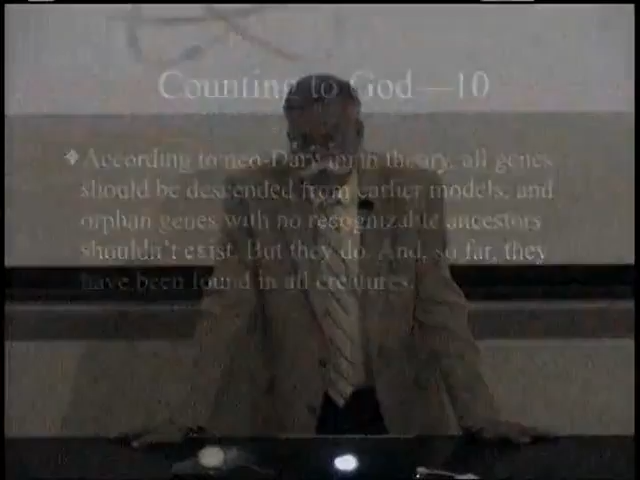 Counting to God—10
❖ According to neo-Darwinian theory, all genes
should be descended from earlier models, and
orphan genes with no recognizable ancestors
shouldn't exist. But they do. And, so far, they
have been found in all creatures.